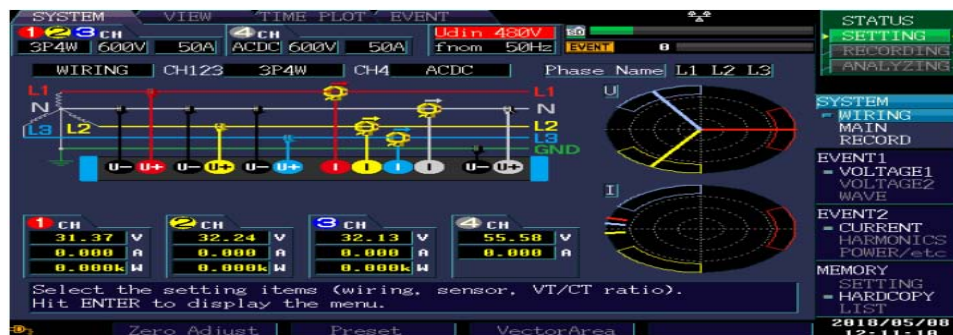 SYSTEM VIEW TIME PLOT EVENT
1 2 3 CH 4 CH Udin 480V SD
3P4W 600V 50A ACDC 600V 50A fnom 50Hz EVENT 0
WIRING CH123 3P4W CH4 ACDC Phase Name L1 L2 L3
L1 L1 U
N N
L3 L2 L2
L3
GND
U- U+ U- U+ U- U+ I I I I U- U+
I
1 CH 2 CH 3 CH 4 CH
31.37 V 32.24 V 32.13 V 55.58 V
0.000 A 0.000 A 0.000 A 0.000 A
0.000k W 0.000k W 0.000k W
Select the setting items (wiring, sensor, VT/CT ratio).
Hit ENTER to display the menu.
Zero Adjust Preset VectorArea
STATUS
SETTING
RECORDING
ANALYZING
SYSTEM
WIRING
MAIN
RECORD
EVENT1
VOLTAGE1
VOLTAGE2
WAVE
EVENT2
CURRENT
HARMONICS
POWER/etc
MEMORY
SETTING
HARDCOPY
LIST
2018/05/08
12:11:10